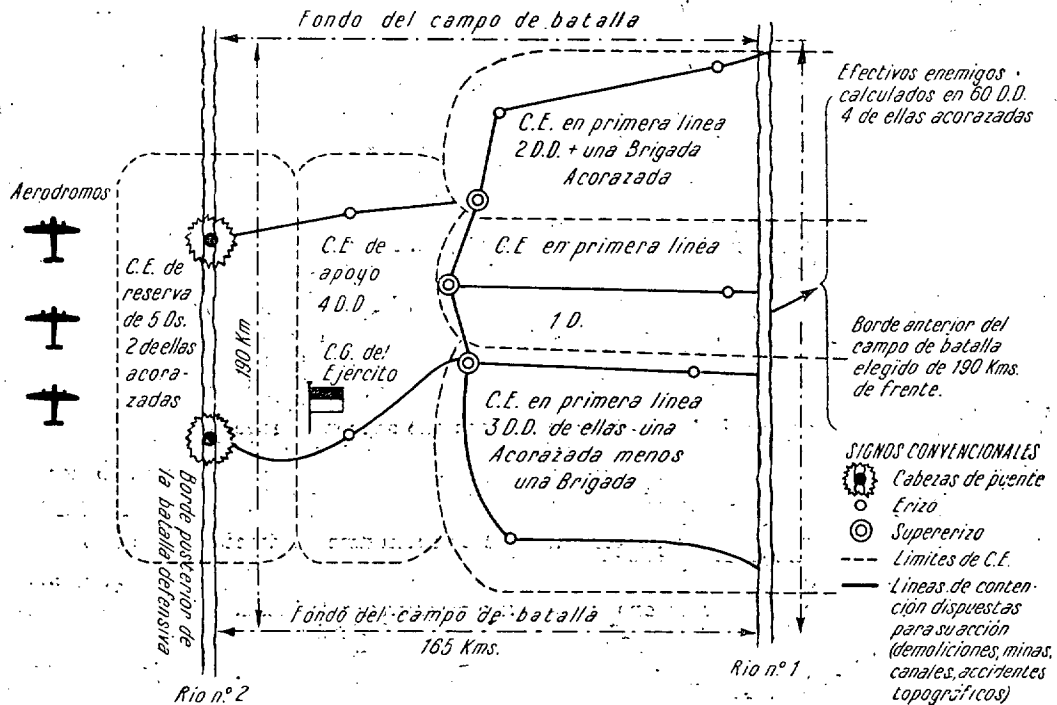 Fondo del campo de batalla
Efectivos enemigos
calculados en 60 D.D.
4 de ellas acorazadas
C.E. en primera línea
2 D.D. + una Brigada
Acorazada
Aerodromos
C.E. de
reserva
de 5 Ds.
2 de ellas
acora-
zadas
C.E. de
apoyo
4 D.D.
C.E en primera línea
1 D.
190 Km
C.G. del
Ejército
Borde anterior del
campo de batalla
elegido de 190 Kms.
de frente.
C.E. en primera línea
3 D.D. de ellas una
Acorazada menos
una Brigada
Borde posterior de
la batalla defensiva
SIGNOS CONVENCIONALES
Cabezas de puente
Erizo
Supererizo
Límites de C.E.
Líneas de conten-
ción dispuestas
para su acción
(demoliciones, minas,
canales, accidentes
topográficos)
Fondo del campo de batalla
165 Kms.
Rio n.º 2
Rio n.º 1